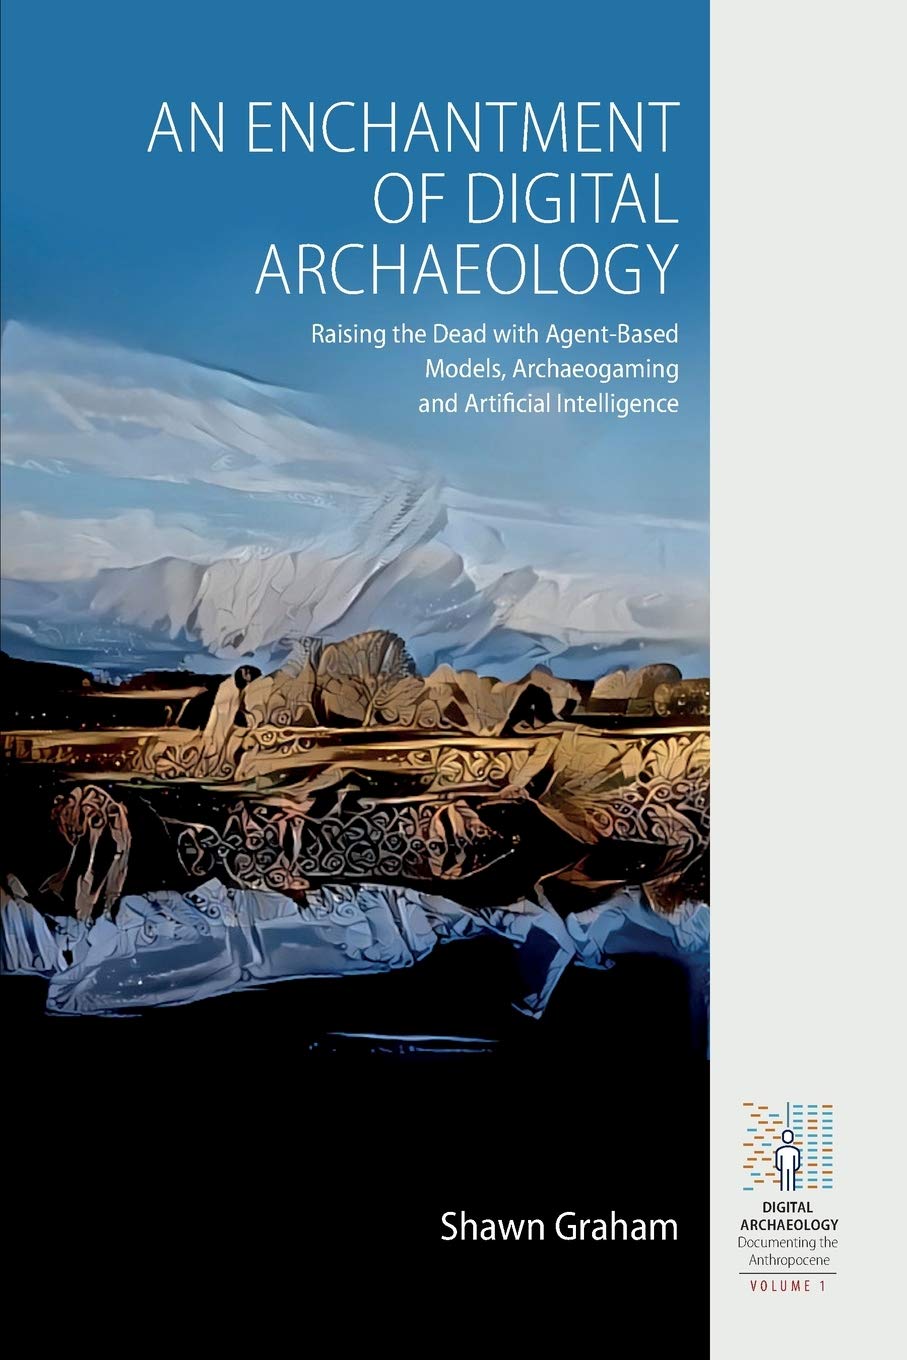 AN ENCHANTMENT
OF DIGITAL
ARCHAEOLOGY
Raising the Dead with Agent-Based
Models, Archaeogaming
and Artificial Intelligence
Shawn Graham
DIGITAL
ARCHAEOLOGY
Documenting the
Anthropocene
VOLUME 1